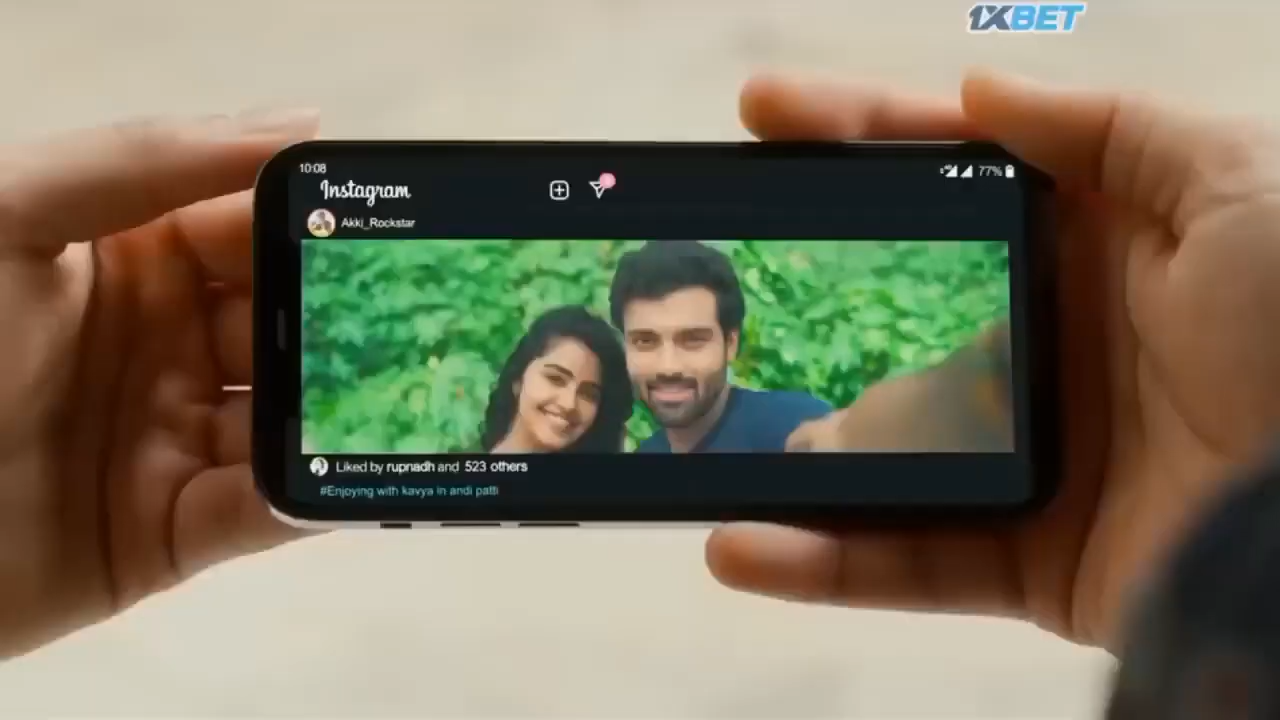 1XBET
10:08
77%
Instagram
Akki_Rockstar
Liked by rupnadh and 523 others
#Enjoying with kavya in andi patti